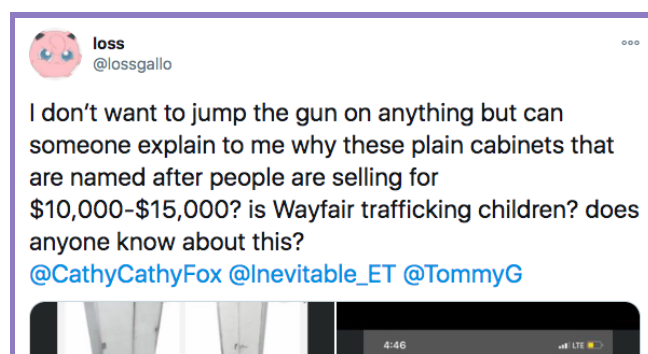 loss
@lossgallo
I don't want to jump the gun on anything but can
someone explain to me why these plain cabinets that
are named after people are selling for
$10,000-$15,000? is Wayfair trafficking children? does
anyone know about this?
@CathyCathyFox @Inevitable_ET @TommyG
4:46
LTE